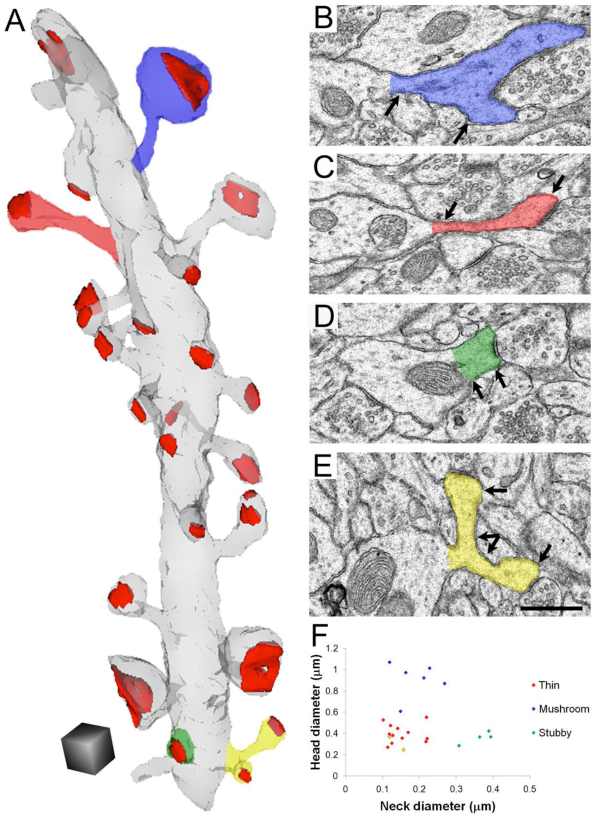 A
B
C
D
E
F
Head diameter (µm)
1.2
1
0.8
0.6
0.4
0.2
0
0
0.1
0.2
0.3
0.4
0.5
Neck diameter (µm)
Thin
Mushroom
Stubby